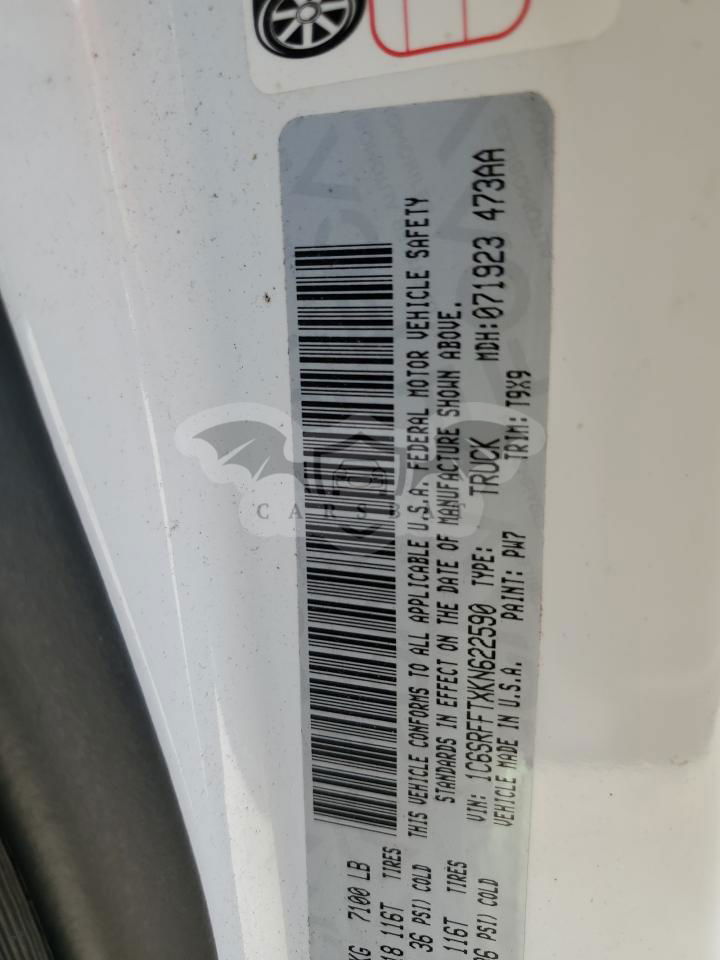 KG 7100 LB
18 116T TIRES
36 PSI) COLD
116T TIRES
36 PSI) COLD
THIS VEHICLE CONFORMS TO ALL APPLICABLE U.S.A. FEDERAL MOTOR VEHICLE SAFETY
STANDARDS IN EFFECT ON THE DATE OF MANUFACTURE SHOWN ABOVE.
VIN: 1C6SRFFTXKN622590 TYPE: TRUCK MDH:071923 473AA
VEHICLE MADE IN U.S.A. PAINT: PW7 TRIM: T9X9